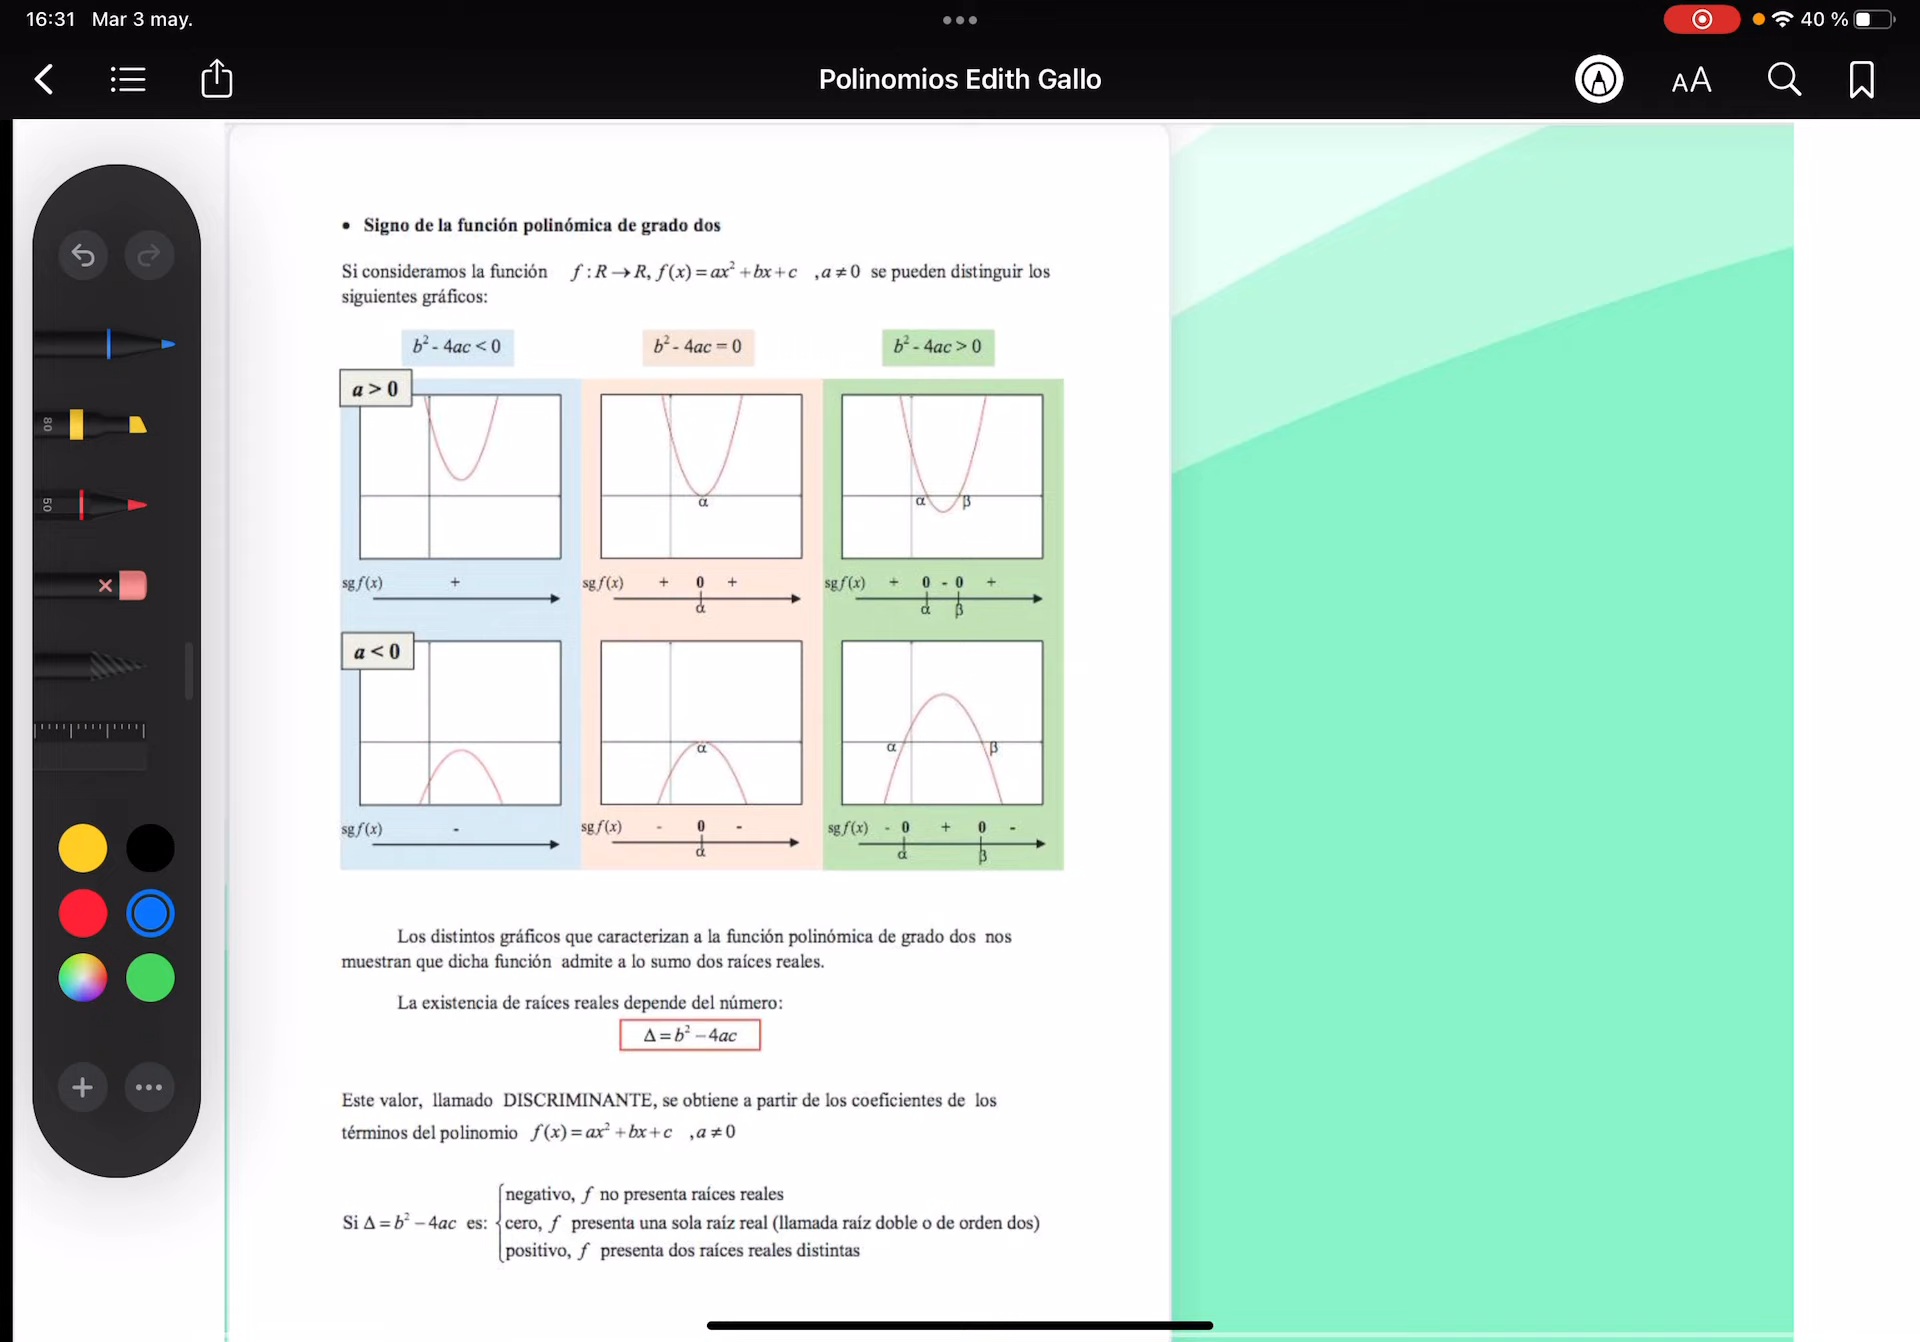 16:31 Mar 3 may.
40 %
Polinomios Edith Gallo
AA
80
50
• Signo de la función polinómica de grado dos
Si consideramos la función f : R → R, f(x) = ax² + bx + c , a ≠ 0 se pueden distinguir los
siguientes gráficos:
b² - 4ac < 0 b² - 4ac = 0 b² - 4ac > 0
a > 0
α α β
sg f(x) + sg f(x) + 0 + sg f(x) + 0 - 0 +
α α β
a < 0
α α β
sg f(x) - sg f(x) - 0 - sg f(x) - 0 + 0 -
α α β
Los distintos gráficos que caracterizan a la función polinómica de grado dos nos
muestran que dicha función admite a lo sumo dos raíces reales.
La existencia de raíces reales depende del número:
Δ = b² − 4ac
Este valor, llamado DISCRIMINANTE, se obtiene a partir de los coeficientes de los
términos del polinomio f(x) = ax² + bx + c , a ≠ 0
negativo, f no presenta raíces reales
Si Δ = b² − 4ac es: cero, f presenta una sola raíz real (llamada raíz doble o de orden dos)
positivo, f presenta dos raíces reales distintas